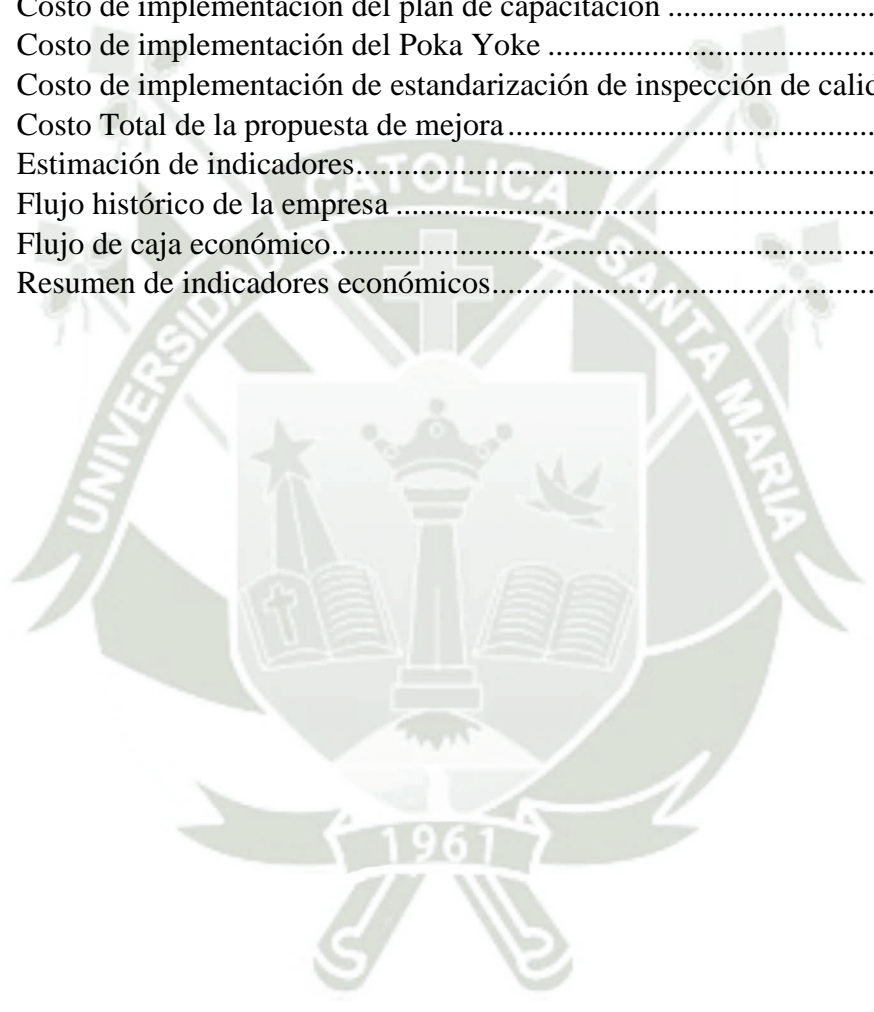 Costo de implementación del plan de capacitación ..............................
Costo de implementación del Poka Yoke ...............................................
Costo de implementación de estandarización de inspección de calid
Costo Total de la propuesta de mejora ....................................................
Estimación de indicadores.........................................................................
Flujo histórico de la empresa ....................................................................
Flujo de caja económico............................................................................
Resumen de indicadores económicos.......................................................
UNIVERSIDAD CATOLICA SANTA MARIA
1961